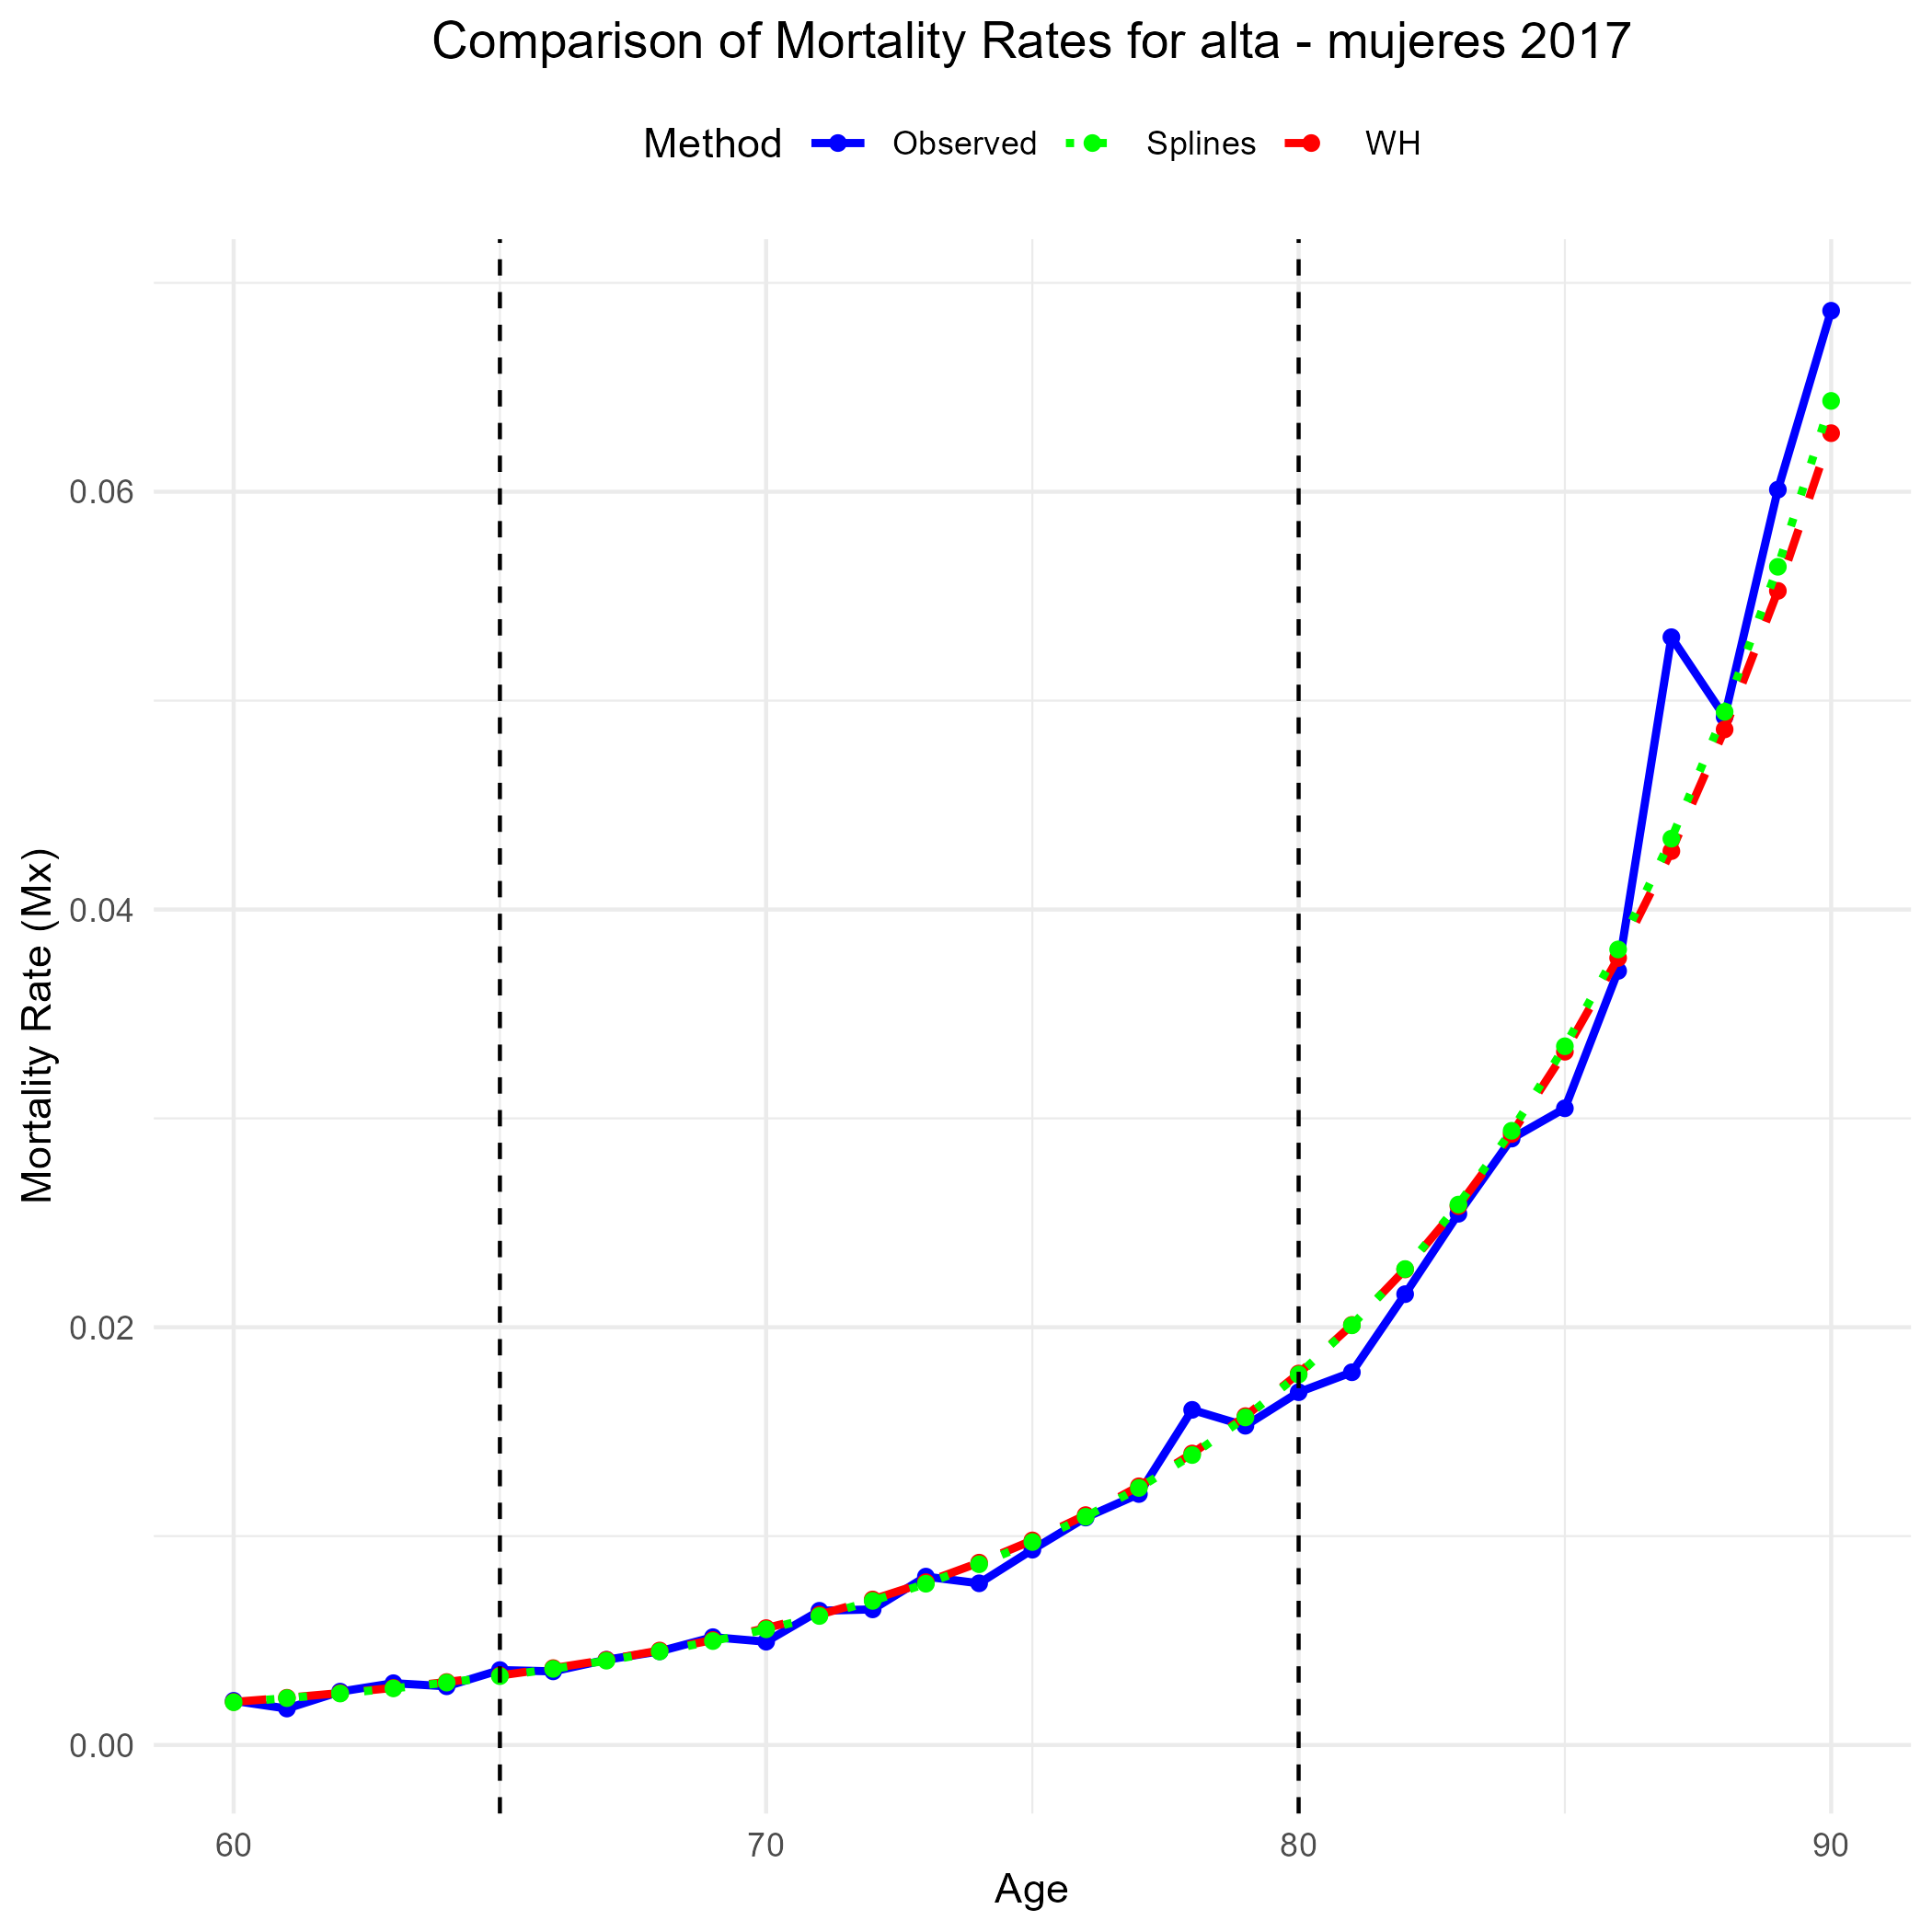 Comparison of Mortality Rates for alta - mujeres 2017
Method Observed Splines WH
Mortality Rate (Mx)
0.06
0.04
0.02
0.00
60 70 80 90
Age